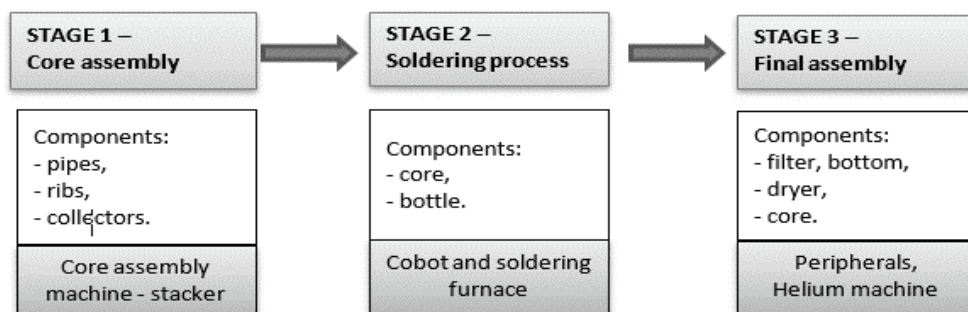 STAGE 1 –
Core assembly
Components:
- pipes,
- ribs,
- collectors.
Core assembly
machine - stacker
STAGE 2 –
Soldering process
Components:
- core,
- bottle.
Cobot and soldering
furnace
STAGE 3 –
Final assembly
Components:
- filter, bottom,
- dryer,
- core.
Peripherals,
Helium machine